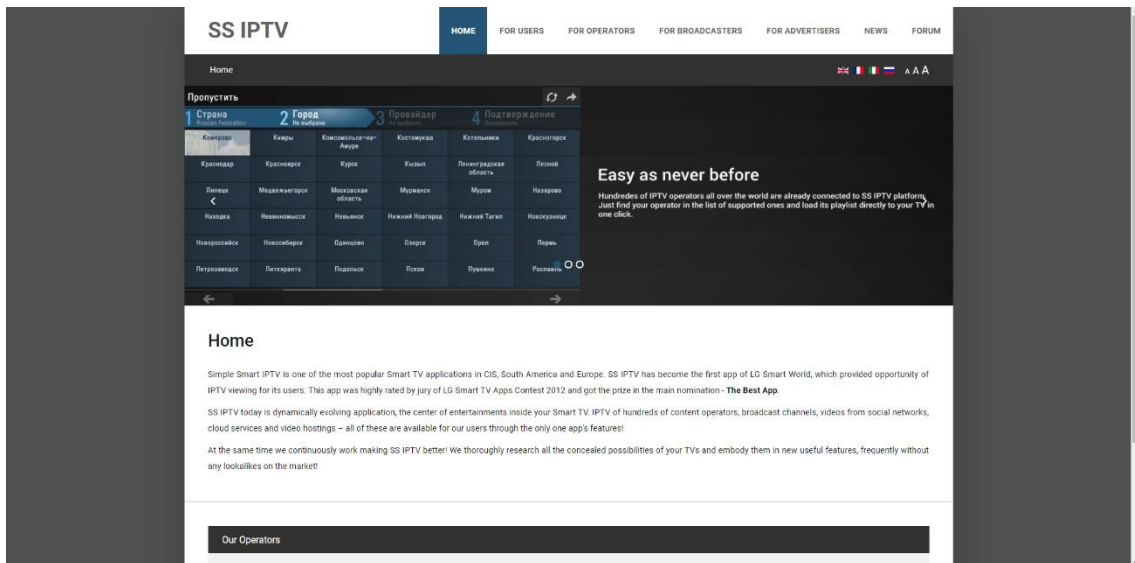 SS IPTV
HOME FOR USERS FOR OPERATORS FOR BROADCASTERS FOR ADVERTISERS NEWS FORUM
Home
A A A
Пропустить
1 Страна 2 Город 3 Провайдер 4 Подтверждение
Russian Federation Не выбрано Не выбрано
Кемерово Кимры Комсомольск-на-Амуре Костомукша Котельники Красногорск
Краснодар Красноярск Курск Кызыл Ленинградская область Лесной
Липецк Медвежьегорск Московская область Мурманск Муром Назарово
Находка Невинномысск Невьянск Нижний Новгород Нижний Тагил Новокузнецк
Новороссийск Новосибирск Одинцово Озерск Орел Пермь
Петрозаводск Питкяранта Подольск Псков Пушкино Рославль
Easy as never before
Hundredes of IPTV operators all over the world are already connected to SS IPTV platform.
Just find your operator in the list of supported ones and load its playlist directly to your TV in
one click.
Home
Simple Smart IPTV is one of the most popular Smart TV applications in CIS, South America and Europe. SS IPTV has become the first app of LG Smart World, which provided opportunity of
IPTV viewing for its users. This app was highly rated by jury of LG Smart TV Apps Contest 2012 and got the prize in the main nomination - The Best App.
SS IPTV today is dynamically evolving application, the center of entertainments inside your Smart TV. IPTV of hundreds of content operators, broadcast channels, videos from social networks,
cloud services and video hostings – all of these are available for our users through the only one app's features!
At the same time we continuously work making SS IPTV better! We thoroughly research all the concealed possibilities of your TVs and embody them in new useful features, frequently without
any lookalikes on the market!
Our Operators